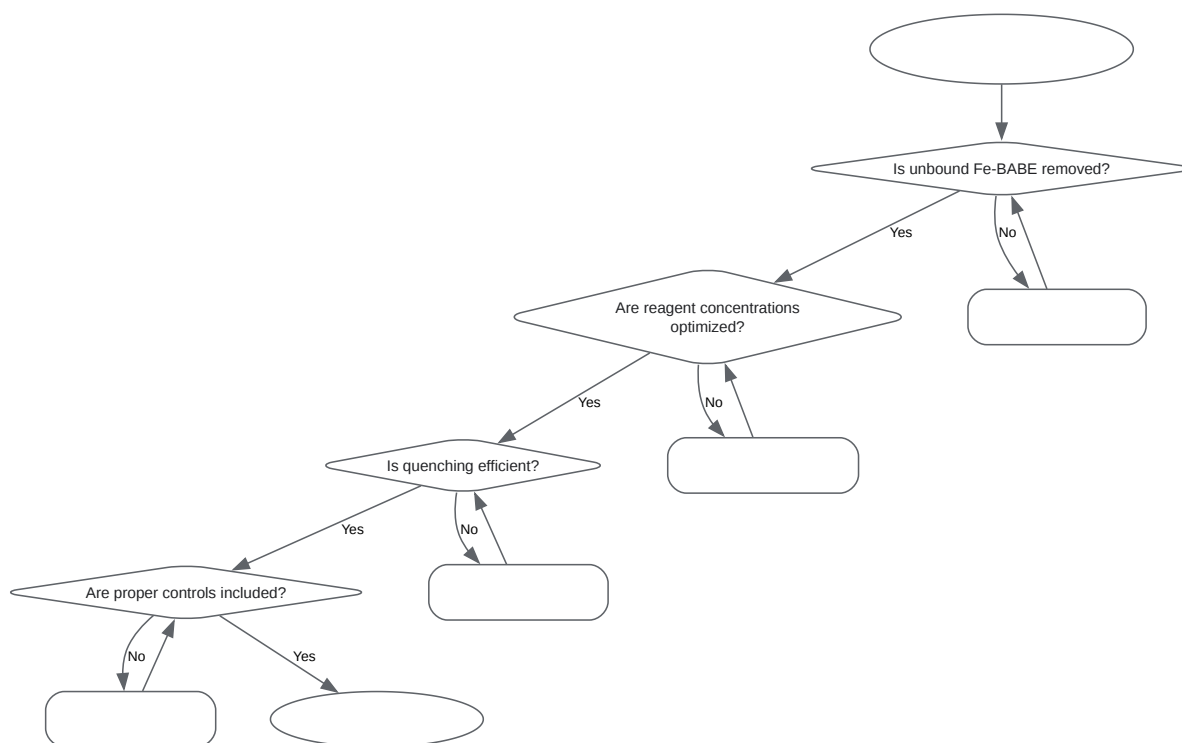 Is unbound Fe-BABE removed?
Yes
No
Are reagent concentrations
optimized?
Yes
No
Is quenching efficient?
Yes
No
Are proper controls included?
No
Yes